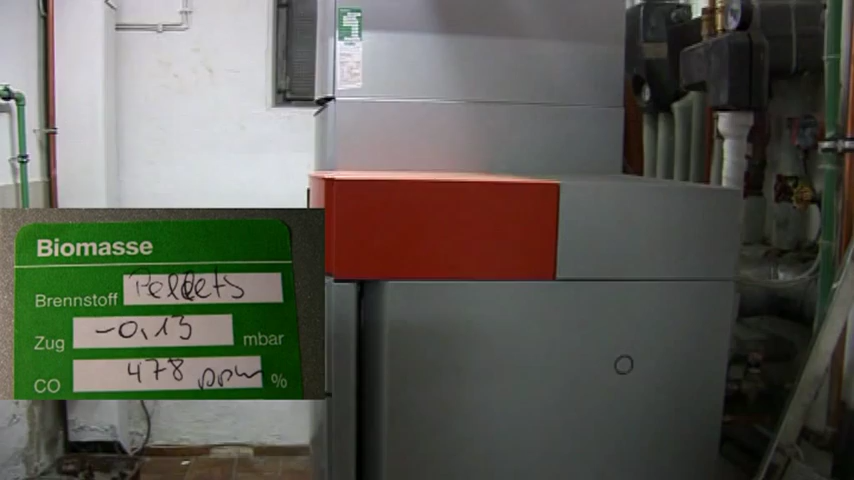 Biomasse
Brennstoff Pellets
Zug -0,13 mbar
CO 478 ppm %